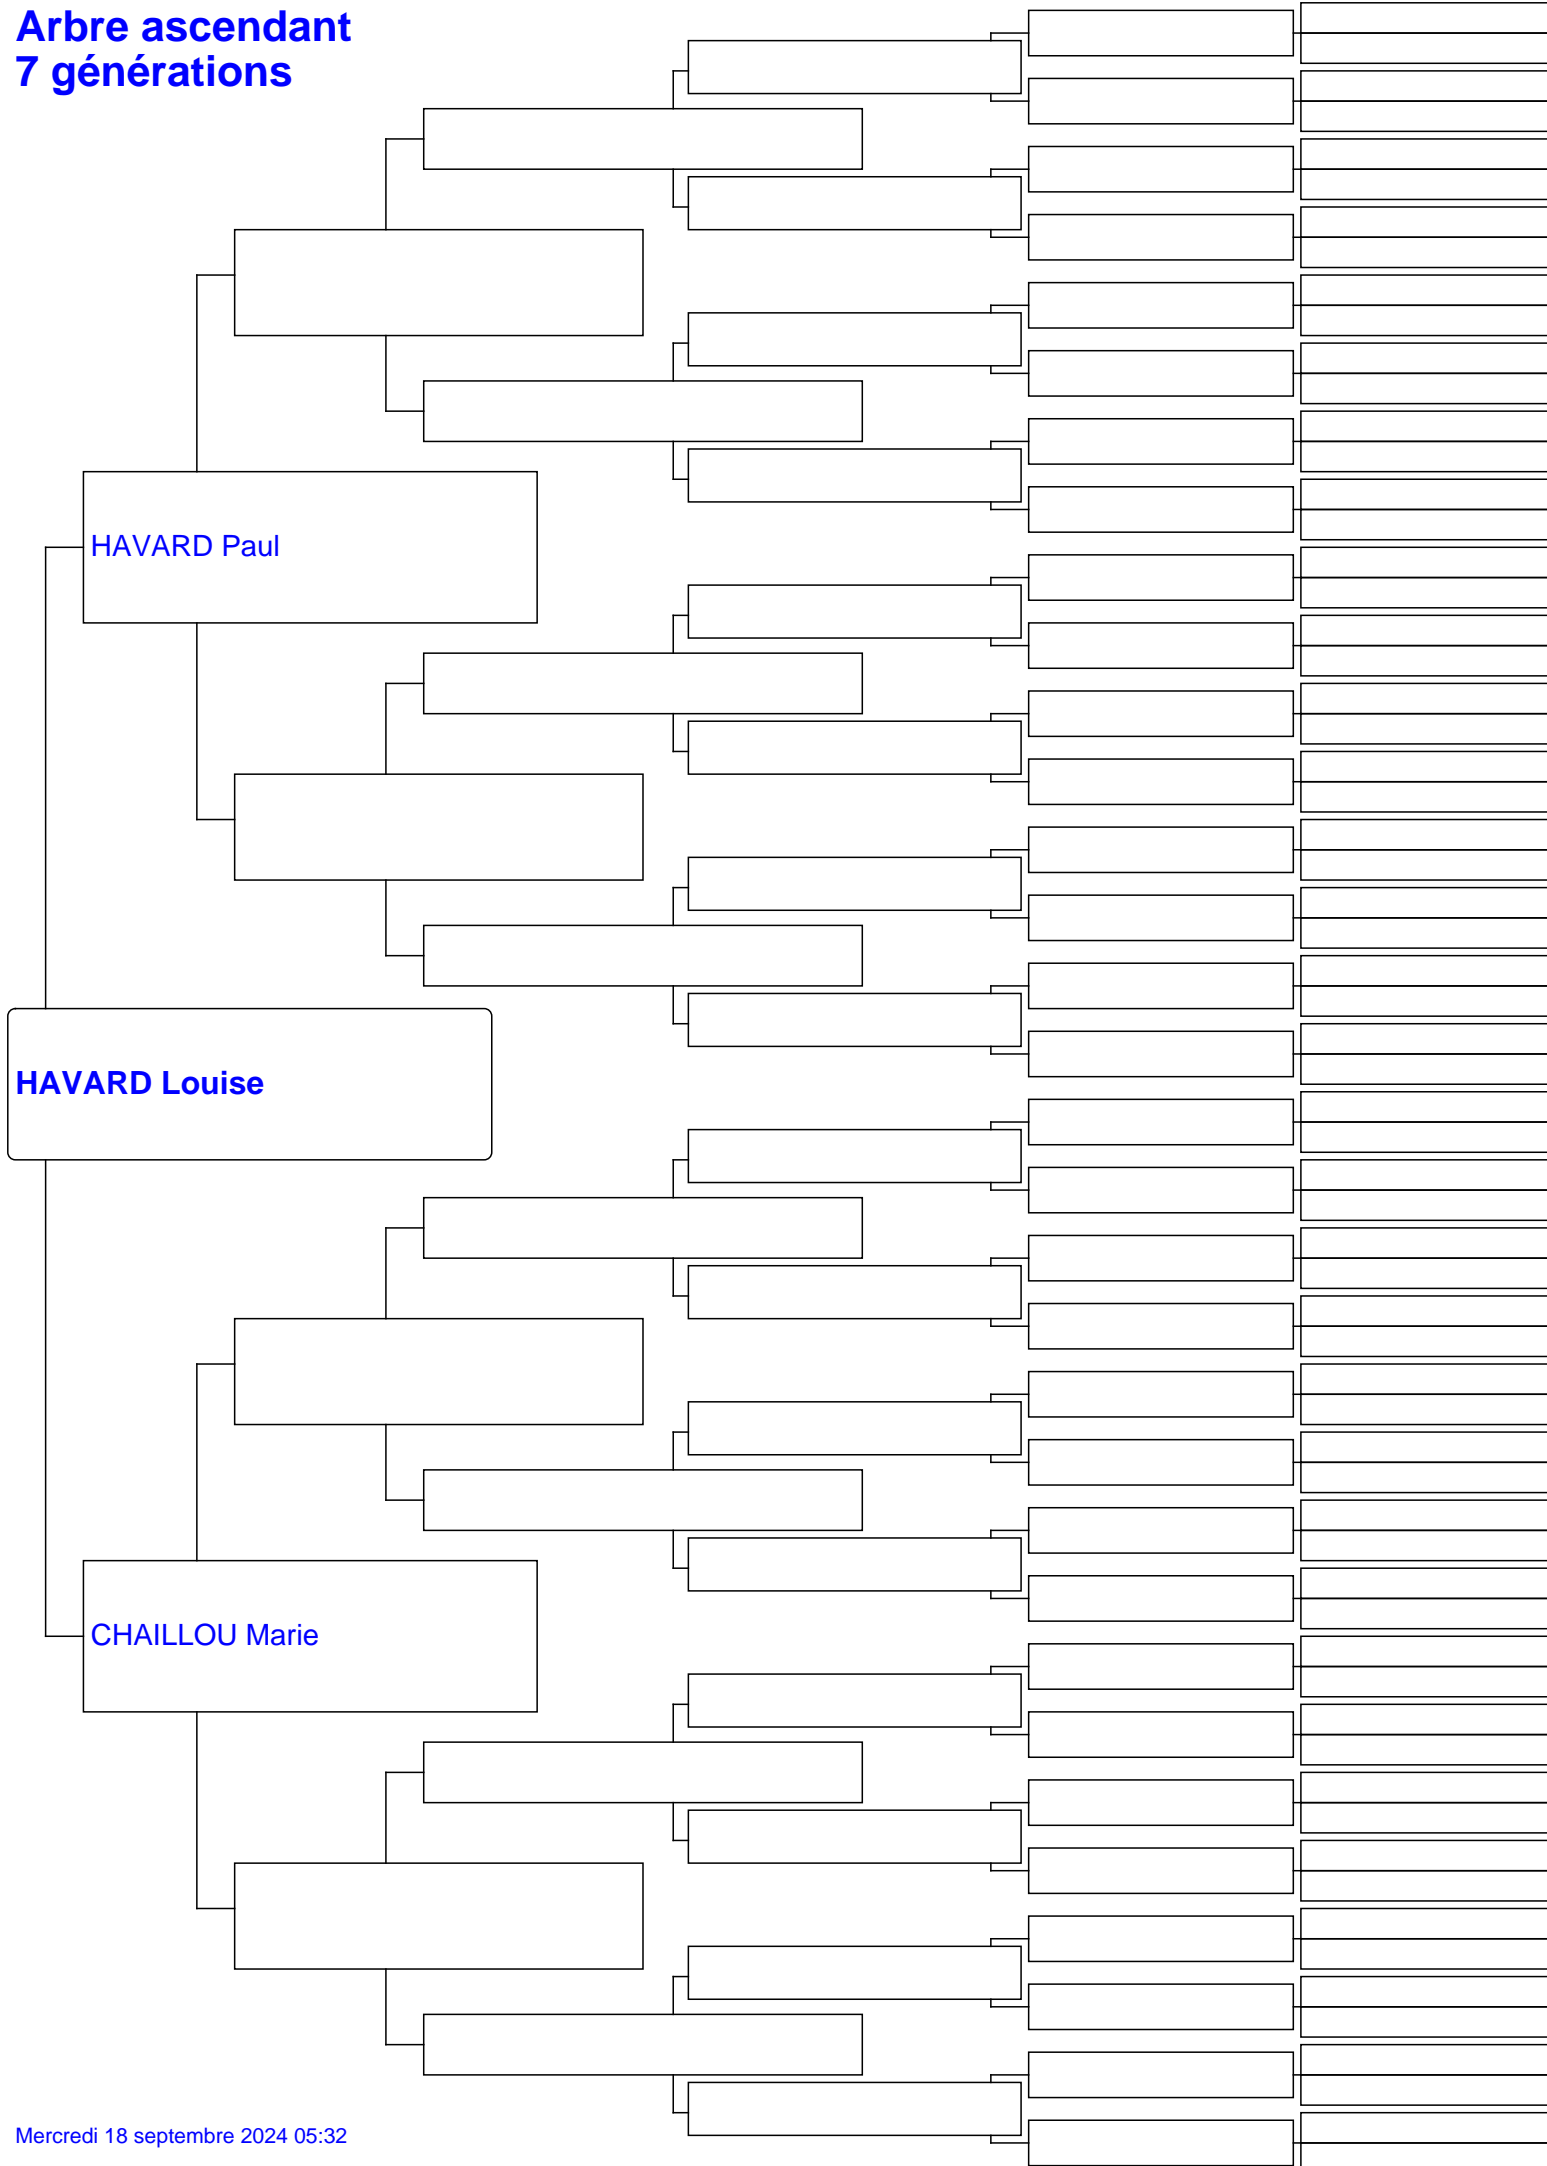 Arbre ascendant
7 générations
HAVARD Paul
HAVARD Louise
CHAILLOU Marie
Mercredi 18 septembre 2024 05:32